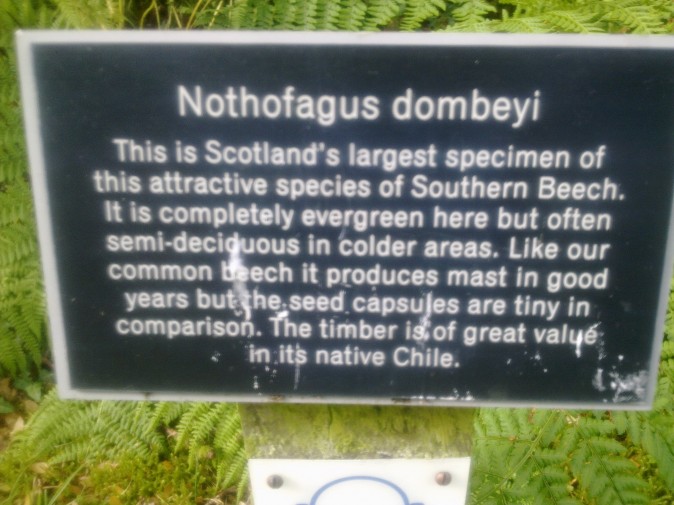 Nothofagus dombeyi
This is Scotland's largest specimen of
this attractive species of Southern Beech.
It is completely evergreen here but often
semi-deciduous in colder areas. Like our
common beech it produces mast in good
years but the seed capsules are tiny in
comparison. The timber is of great value
in its native Chile.